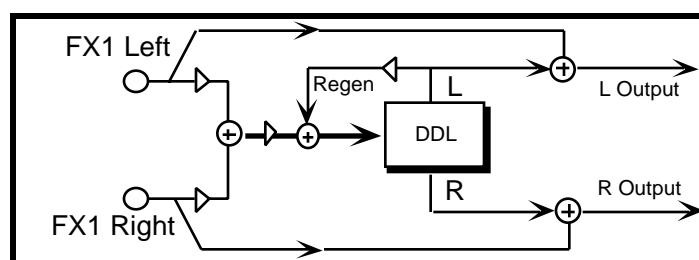 FX1 Left
Regen
L
L Output
DDL
R
R Output
FX1 Right